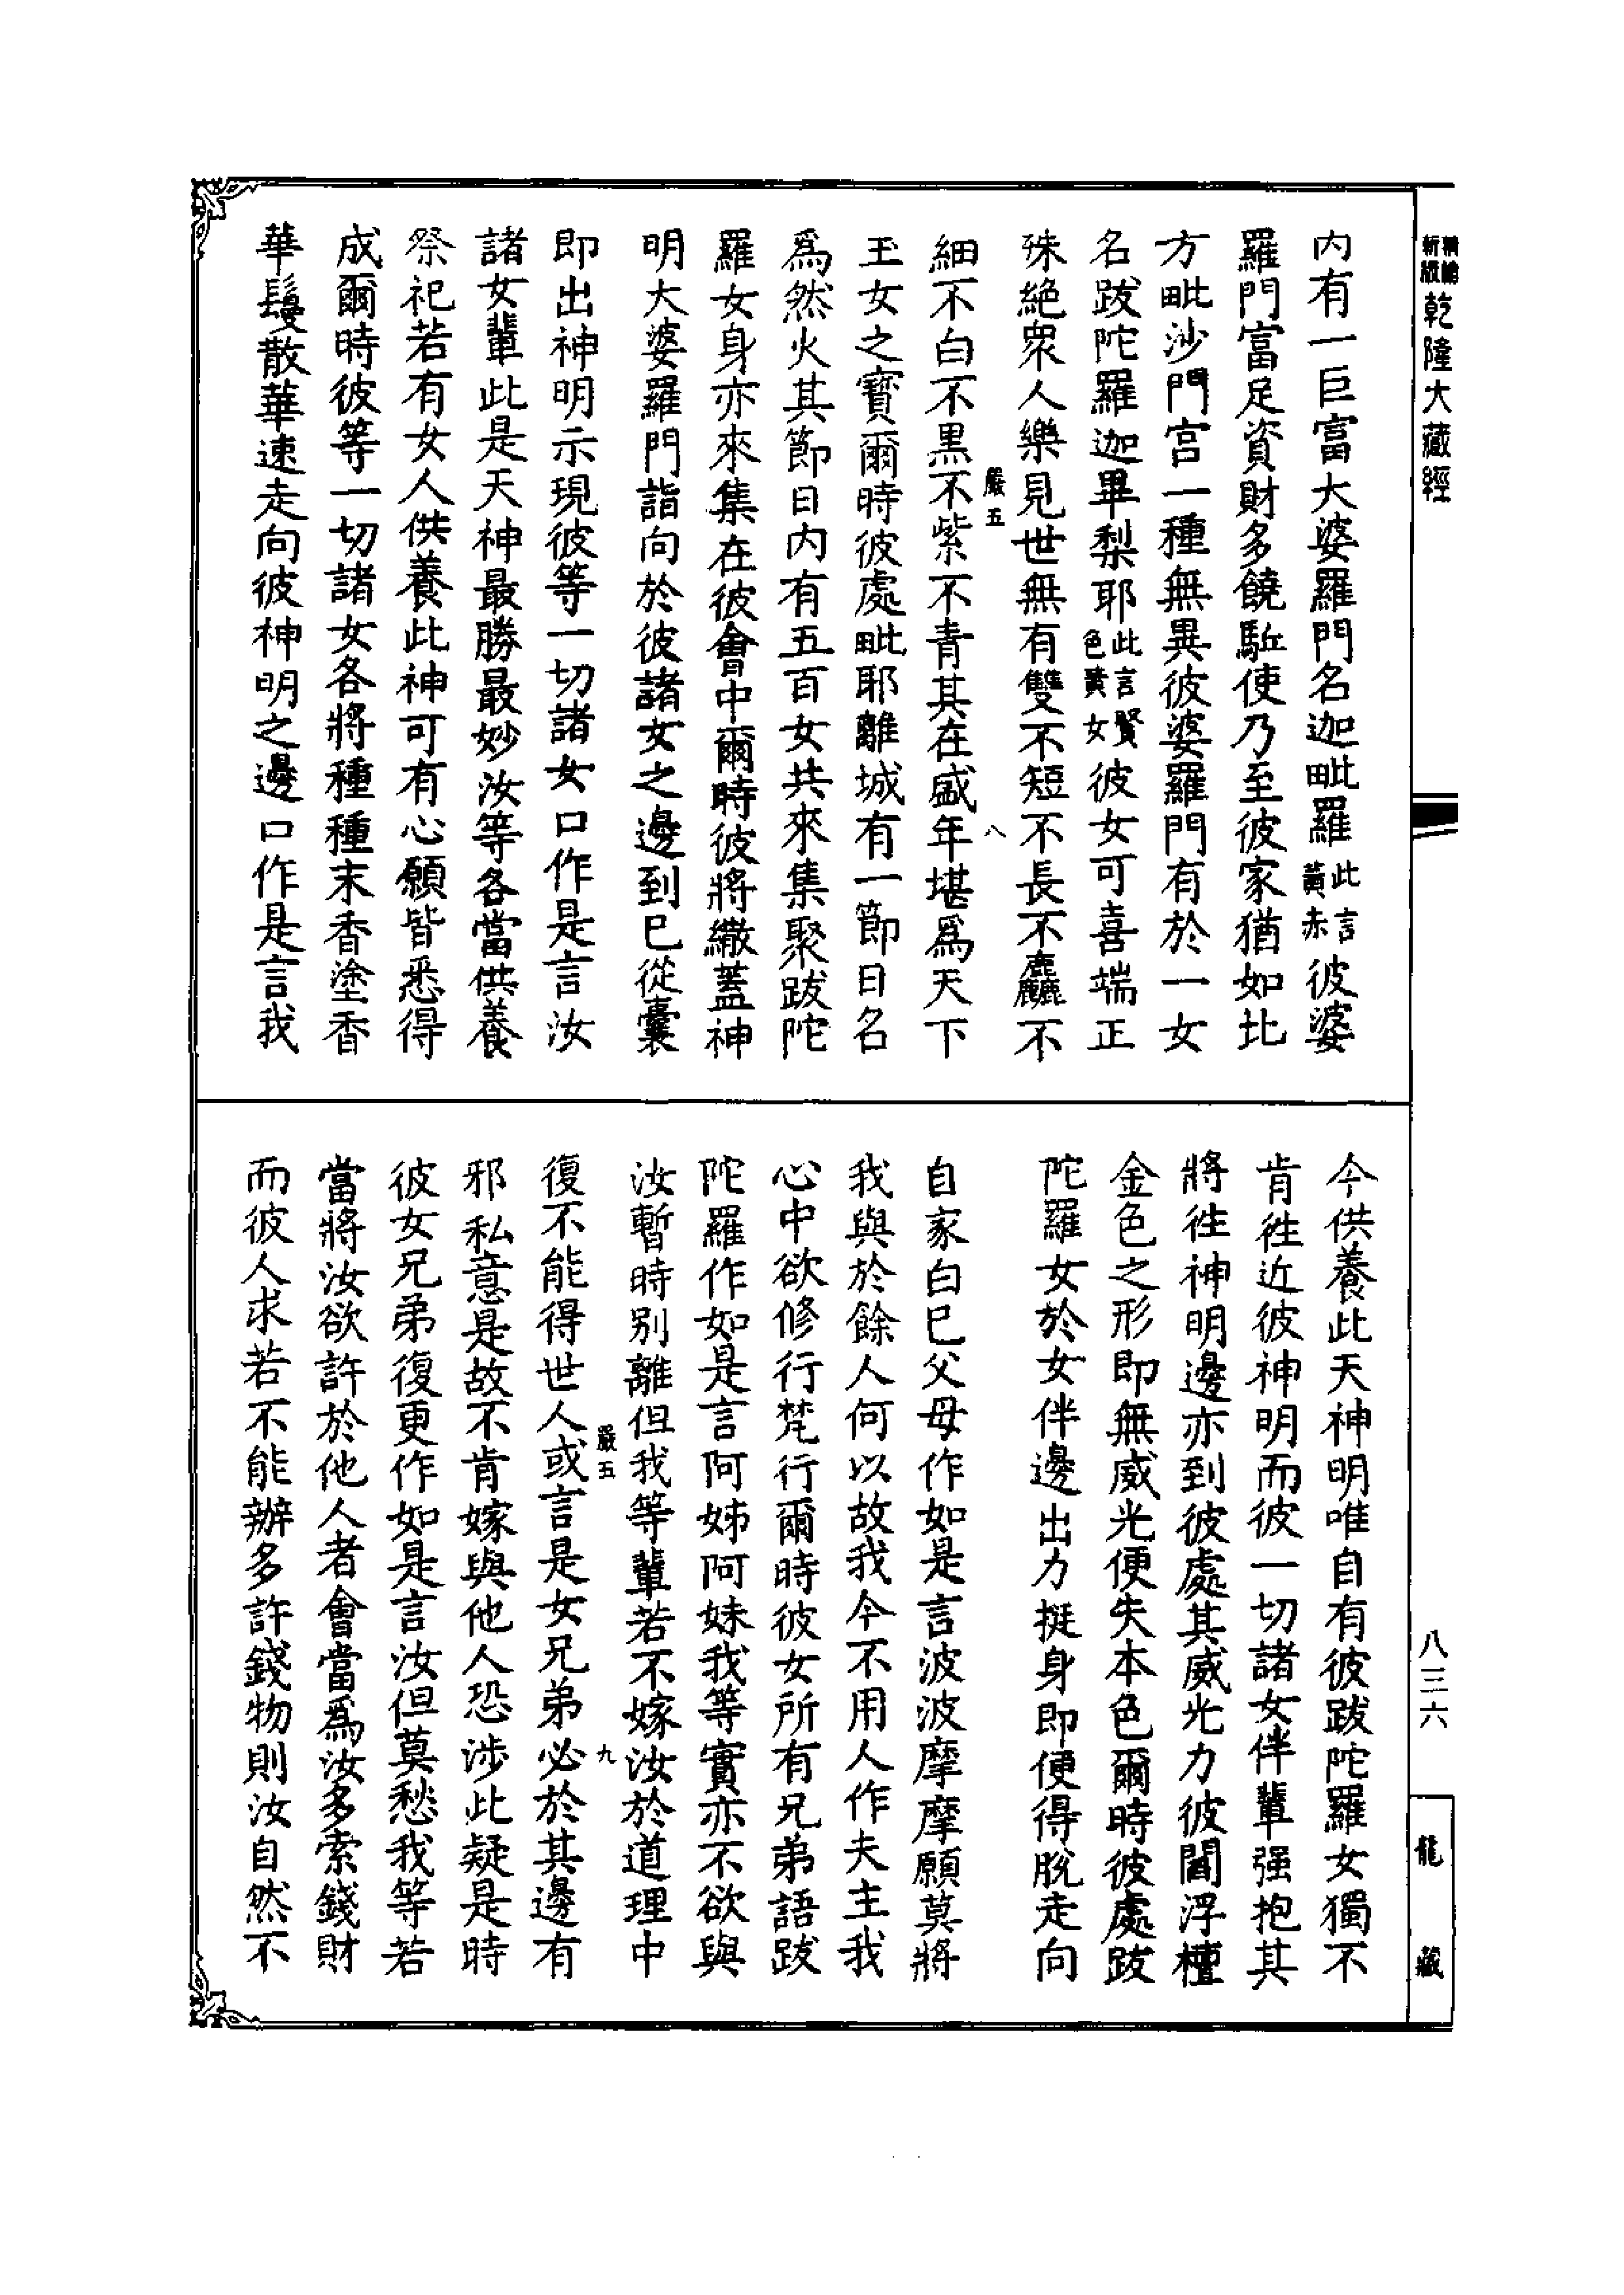 乾隆大藏經
内有一巨富大婆羅門名迦毗羅此言黃赤彼婆
羅門富足資財多饒駈使乃至彼家猶如北
方毗沙門宫一種無異彼婆羅門有於一女
名跋陀羅迦畢梨耶此言賢色黃女彼女可喜端正
殊絶衆人樂見世無有雙不短不長不麤不
嚴五
八
細不白不黒不紫不青其在盛年堪爲天下
玉女之寶爾時彼處毗耶離城有一節日名
爲然火其節日内有五百女共來集聚跋陀
羅女身亦來集在彼會中爾時彼將繖蓋神
明大婆羅門詣向於彼諸女之邊到已從囊
即出神明示現彼等一切諸女口作是言汝
諸女輩此是天神最勝最妙汝等各當供養
祭祀若有女人供養此神可有心願皆悉得
成爾時彼等一切諸女各將種種末香塗香
華鬘散華速走向彼神明之邊口作是言我
今供養此天神明唯自有彼跋陀羅女獨不
肯徃近彼神明而彼一切諸女伴輩强抱其
將徃神明邊亦到彼處其威光力彼閻浮檀
金色之形即無威光便失本色爾時彼處跋
陀羅女於女伴邊出力挺身即便得脫走向
自家白已父母作如是言波波摩摩願莫將
我與於餘人何以故我今不用人作夫主我
心中欲修行梵行爾時彼女所有兄弟語跋
陀羅作如是言阿姊阿妹我等實亦不欲與
汝暫時别離但我等輩若不嫁汝於道理中
嚴五
九
復不能得世人或言是女兄弟必於其邊有
邪私意是故不肯嫁與他人恐涉此疑是時
彼女兄弟復更作如是言汝但莫愁我等若
當將汝欲許於他人者會當爲汝多索錢財
而彼人求若不能辦多許錢物則汝自然不
八三六
龍藏